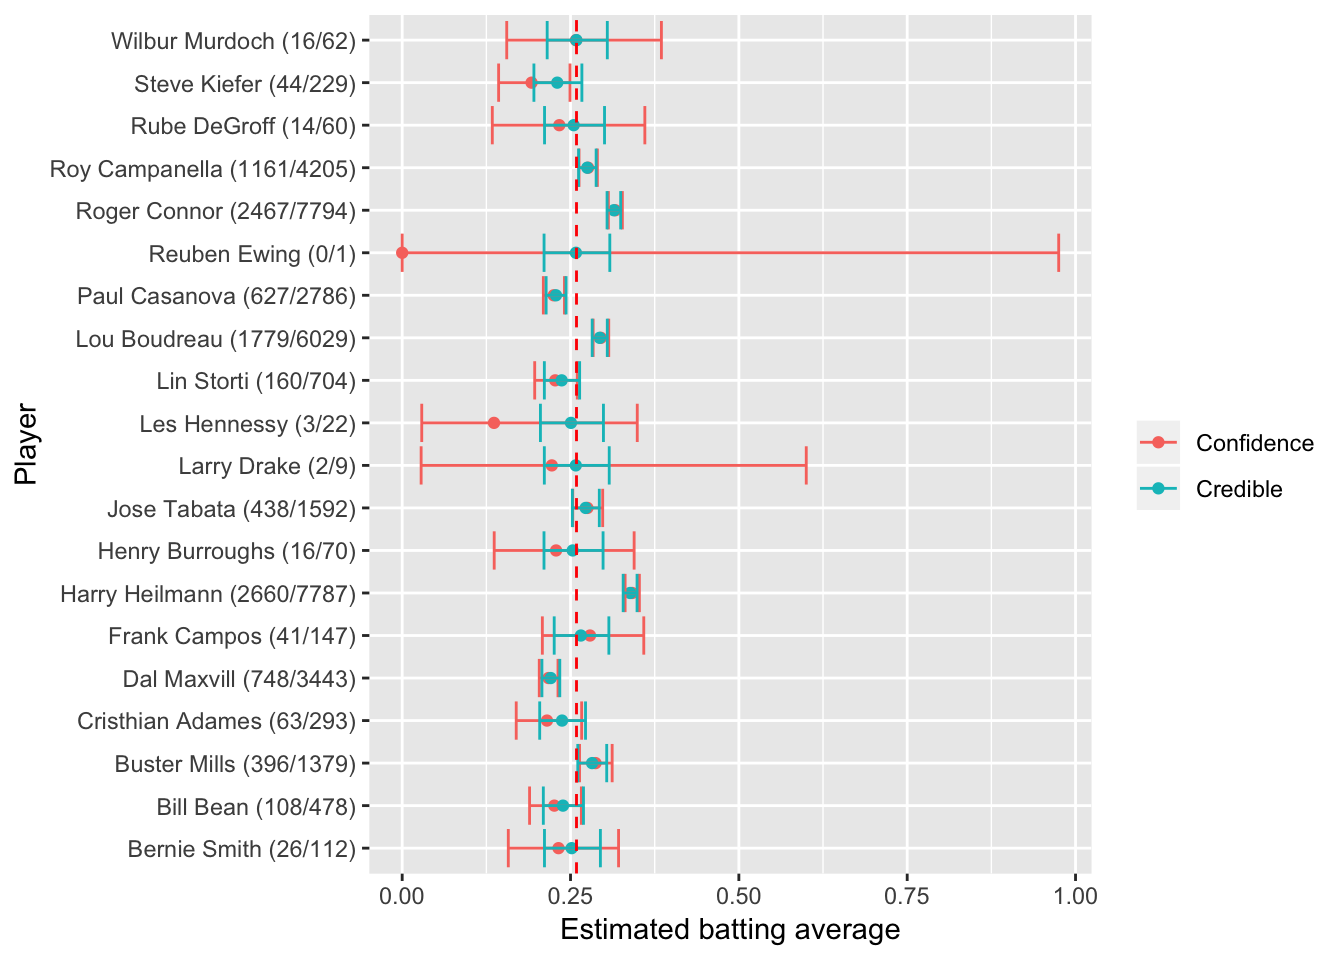 Wilbur Murdoch (16/62)
Steve Kiefer (44/229)
Rube DeGroff (14/60)
Roy Campanella (1161/4205)
Roger Connor (2467/7794)
Reuben Ewing (0/1)
Paul Casanova (627/2786)
Lou Boudreau (1779/6029)
Lin Storti (160/704)
Les Hennessy (3/22)
Larry Drake (2/9)
Jose Tabata (438/1592)
Henry Burroughs (16/70)
Harry Heilmann (2660/7787)
Frank Campos (41/147)
Dal Maxvill (748/3443)
Cristhian Adames (63/293)
Buster Mills (396/1379)
Bill Bean (108/478)
Bernie Smith (26/112)
Player
0.00 0.25 0.50 0.75 1.00
Estimated batting average
Confidence
Credible